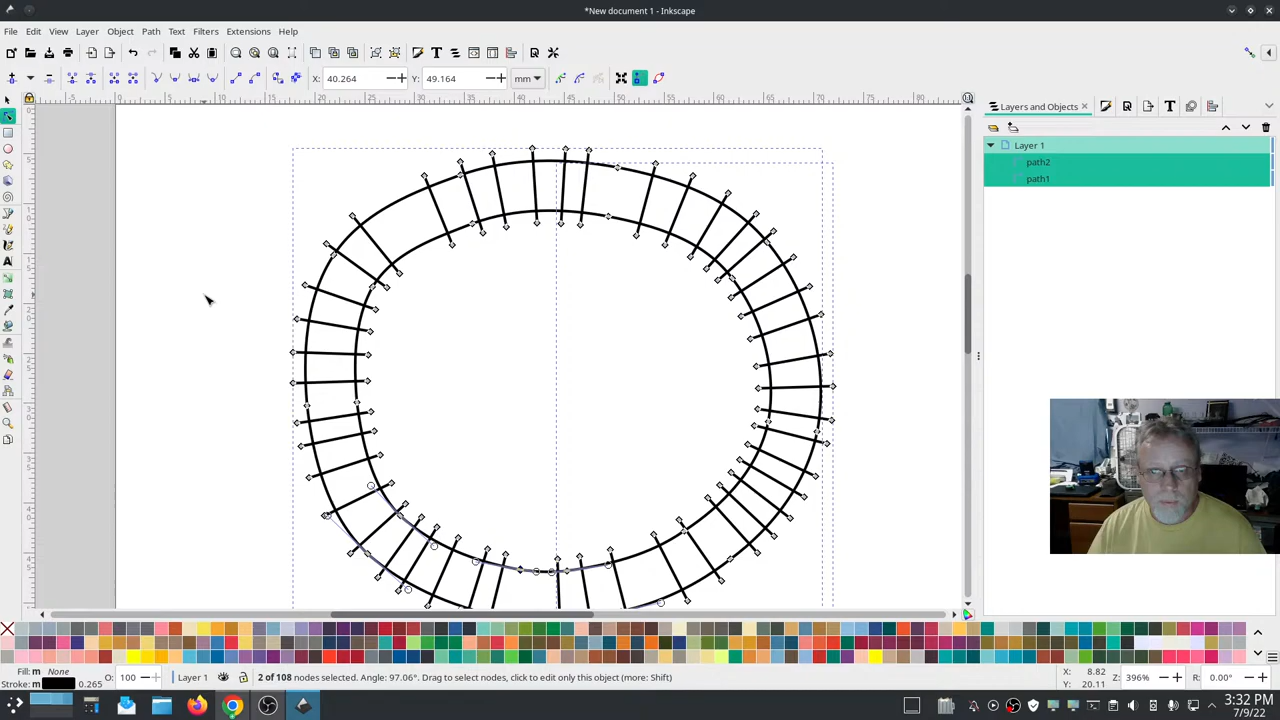 *New document 1 - Inkscape
File Edit View Layer Object Path Text Filters Extensions Help
X: 40.264 Y: 49.164 mm
Layers and Objects
Layer 1
path2
path1
Fill: m None
Stroke: m 0.265
O: 100
Layer 1
2 of 108 nodes selected. Angle: 97.06°. Drag to select nodes, click to edit only this object (more: Shift)
X: 8.82
Y: 20.11
Z: 396%
R: 0.00°
3:32 PM
7/9/22